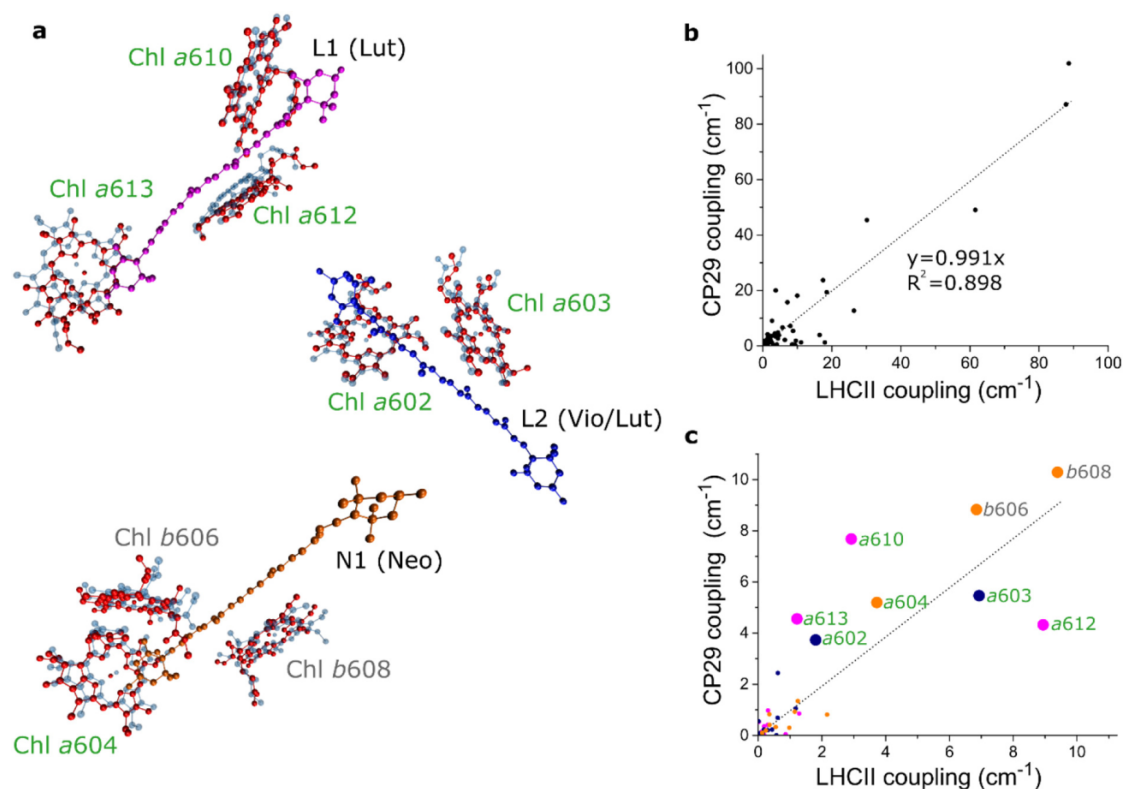 a
Chl a610
L1 (Lut)
Chl a613
Chl a612
Chl a603
Chl a602
L2 (Vio/Lut)
Chl b606
N1 (Neo)
Chl b608
Chl a604
b
CP29 coupling (cm⁻¹)
100
80
60
40
20
0
y=0.991x
R²=0.898
0 20 40 60 80 100
LHCII coupling (cm⁻¹)
c
CP29 coupling (cm⁻¹)
10
8
6
4
2
0
b608
b606
a610
a604
a603
a613
a612
a602
0 2 4 6 8 10
LHCII coupling (cm⁻¹)